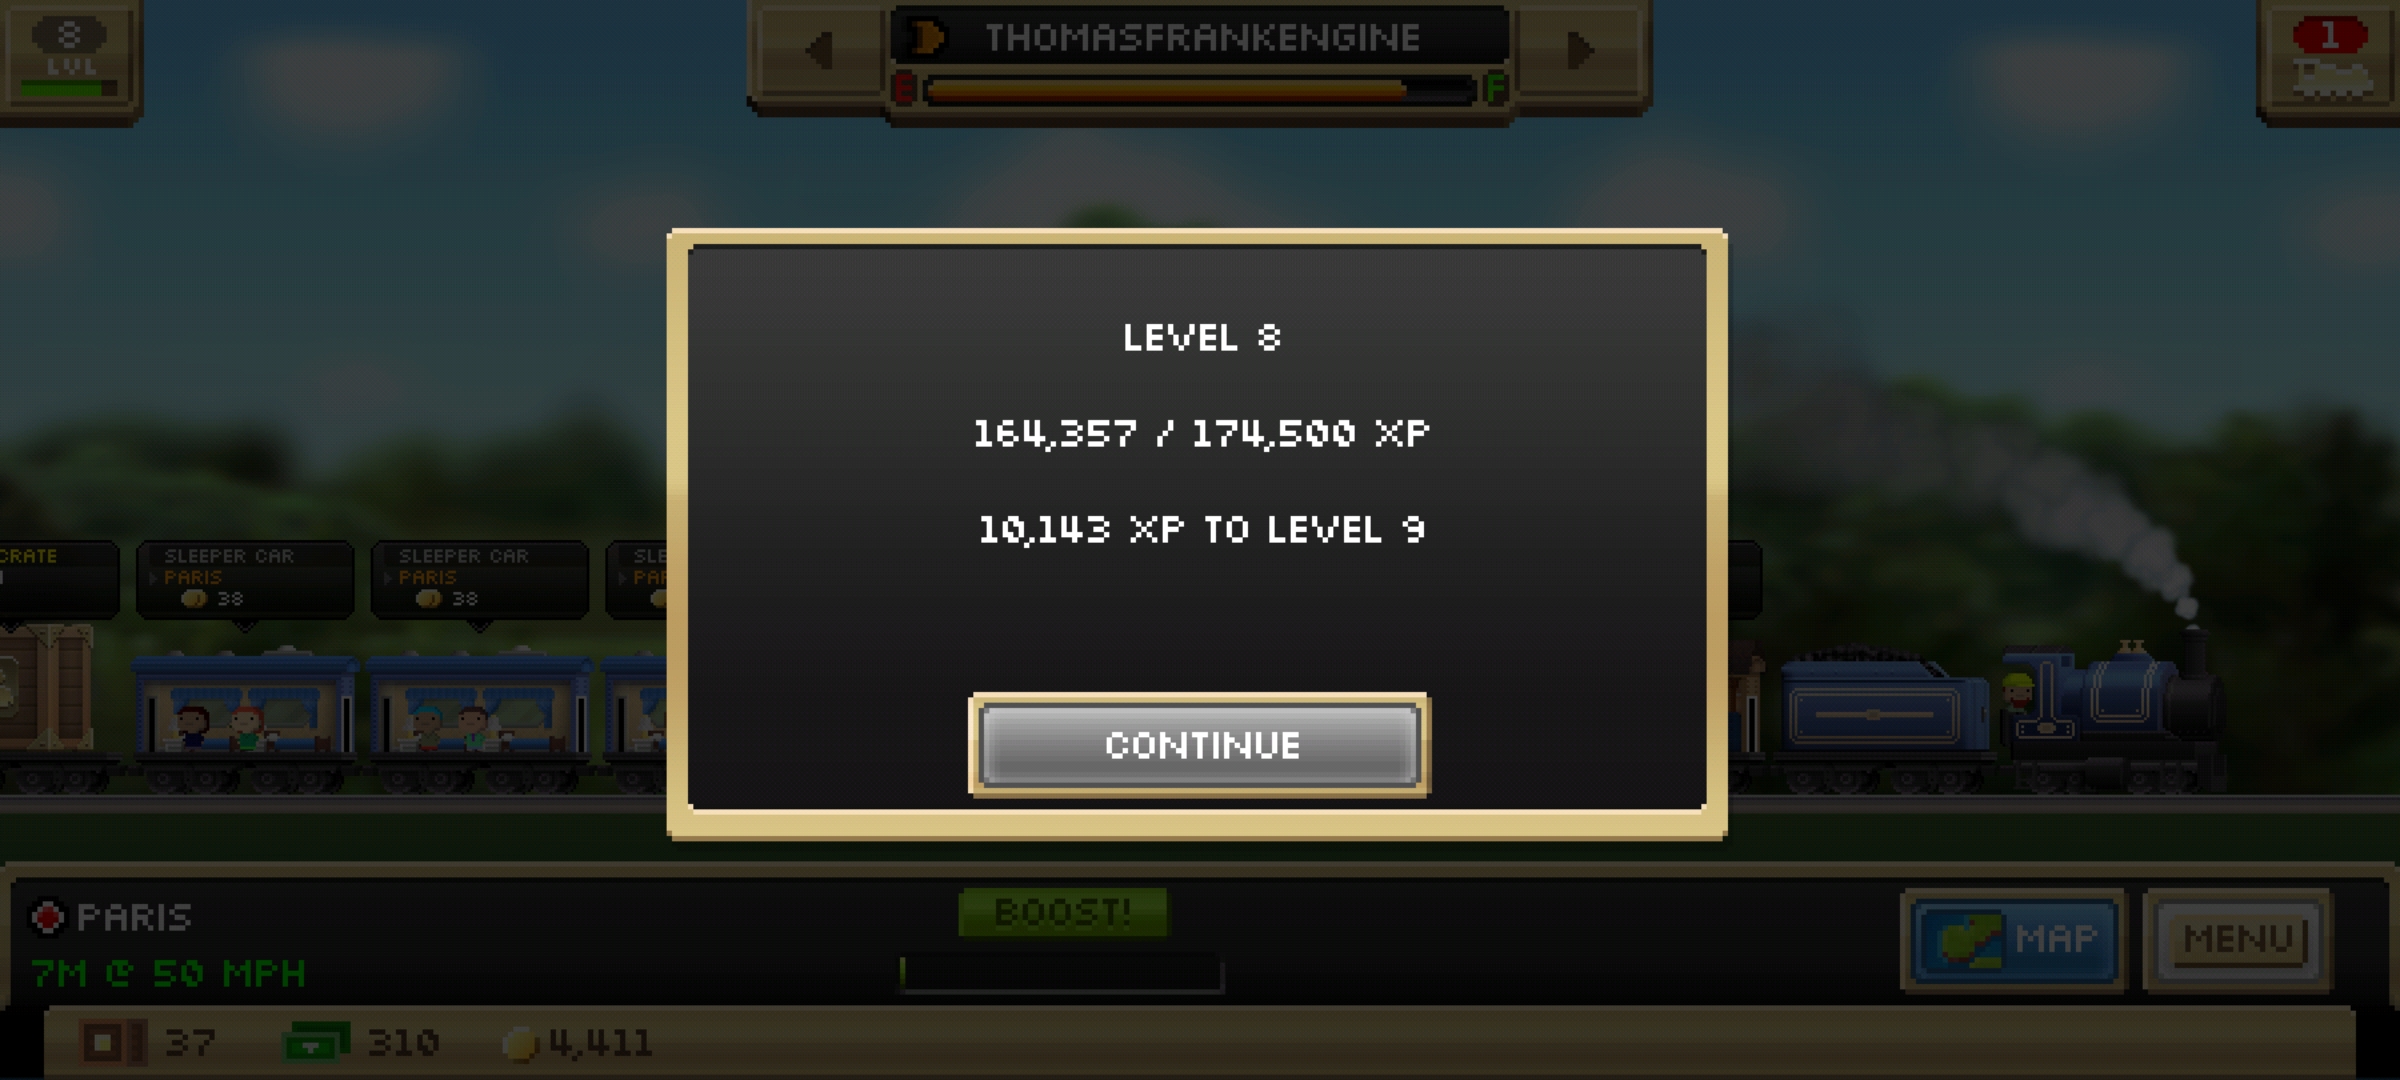 8
LVL
THOMASFRANKENGINE
E
F
1
LEVEL 8
164,357 / 174,500 XP
10,143 XP TO LEVEL 9
CONTINUE
CRATE
SLEEPER CAR
PARIS
38
SLEEPER CAR
PARIS
38
SLE
PAR
PARIS
7M @ 50 MPH
BOOST!
MAP
MENU
37
310
4,411